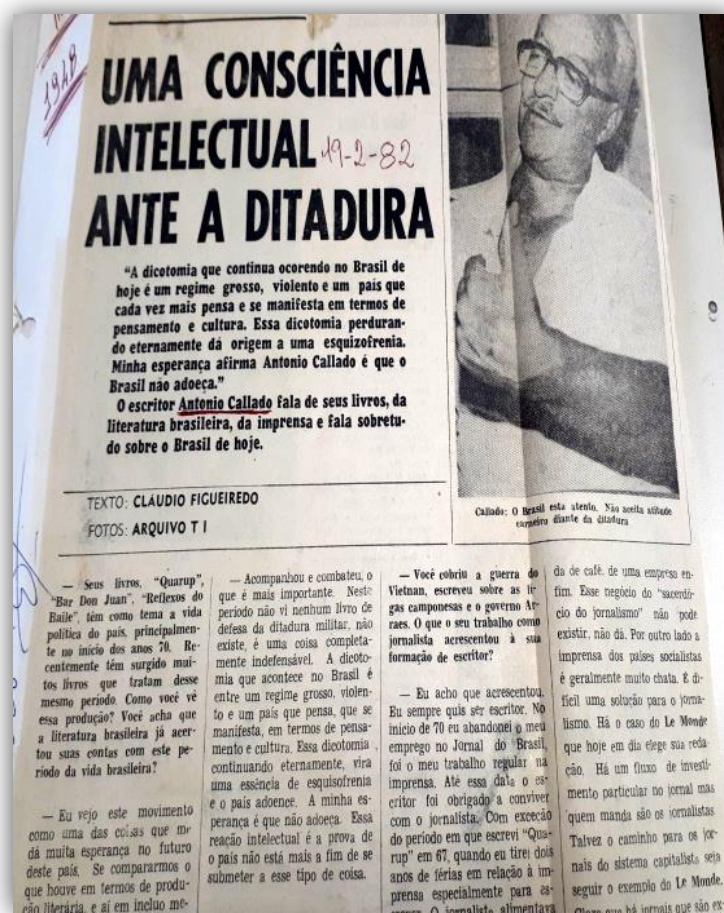 1948
UMA CONSCIÊNCIA
INTELECTUAL 19-2-82
ANTE A DITADURA
"A dicotomia que continua ocorendo no Brasil de
hoje é um regime grosso, violento e um país que
cada vez mais pensa e se manifesta em termos de
pensamento e cultura. Essa dicotomia perduran-
do eternamente dá origem a uma esquizofrenia.
Minha esperança afirma Antonio Callado é que o
Brasil não adoeça."
O escritor Antonio Callado fala de seus livros, da
literatura brasileira, da imprensa e fala sobretu-
do sobre o Brasil de hoje.
TEXTO: CLÁUDIO FIGUEIREDO
FOTOS: ARQUIVO T I
Callado: O Brasil esta atento. Não aceita atitude
carneiro diante da ditadura
— Seus livros, "Quarup",
"Bar Don Juan", "Reflexos do
Baile", têm como tema a vida
política do país, principalmen-
te no início dos anos 70. Re-
centemente têm surgido mui-
tos livros que tratam desse
mesmo período. Como você vê
essa produção? Você acha que
a literatura brasileira já acer-
tou suas contas com este pe-
ríodo da vida brasileira?
— Eu vejo este movimento
como uma das coisas que me
dá muita esperança no futuro
deste país. Se compararmos o
que houve em termos de produ-
ção literária, e aí em incluo me-
— Acompanhou e combateu, o
que é mais importante. Neste
período não vi nenhum livro de
defesa da ditadura militar, não
existe, é uma coisa completa-
mente indefensável. A dicoto-
mia que acontece no Brasil é
entre um regime grosso, violen-
to e um país que pensa, que se
manifesta, em termos de pensa-
mento e cultura. Essa dicotomia
continuando eternamente, vira
uma essência de esquisofrenia
e o país adoence. A minha es-
perança é que não adoeça. Essa
reação intelectual é a prova de
o país não está mais a fim de se
submeter a esse tipo de coisa.
— Você cobriu a guerra do
Vietnan, escreveu sobre as li-
gas camponesas e o governo Ar-
raes. O que o seu trabalho como
jornalista acrescentou à sua
formação de escritor?
— Eu acho que acrescentou.
Eu sempre quis ser escritor. No
início de 70 eu abandonei o meu
emprego no Jornal do Brasil,
foi o meu trabalho regular na
imprensa. Até essa data o es-
critor foi obrigado a conviver
com o jornalista. Com exceção
do período em que escrevi "Qua-
rup" em 67, quando eu tirei dois
anos de férias em relação à im-
prensa especialmente para es-
O jornalista alimentava
da de café, de uma empresa en-
fim. Esse negócio do "sacerdó-
cio do jornalismo" não pode
existir, não dá. Por outro lado a
imprensa dos países socialistas
é geralmente muito chata. É di-
fícil uma solução para o jorna-
lismo. Há o caso do Le Monde
que hoje em dia elege sua reda-
ção. Há um fluxo de investi-
mento particular no jornal mas
quem manda são os jornalistas
Talvez o caminho para os jor-
nais do sistema capitalista seja
seguir o exemplo do Le Monde.
que há jornais que são ex